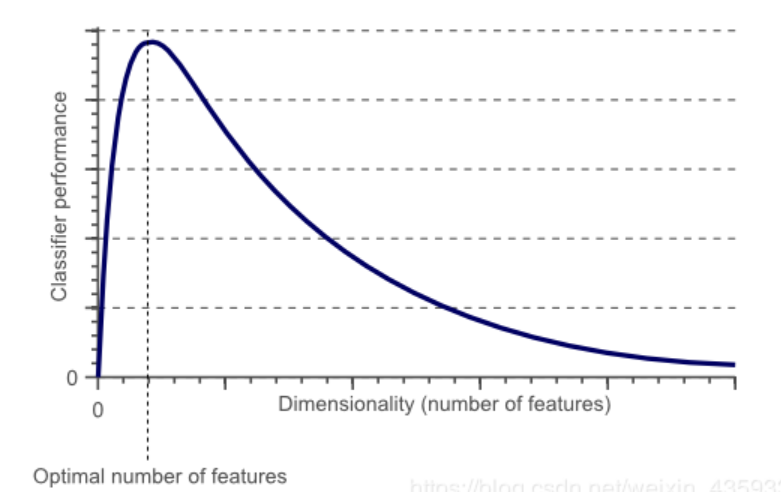 Classifier performance
0
0
Dimensionality (number of features)
Optimal number of features